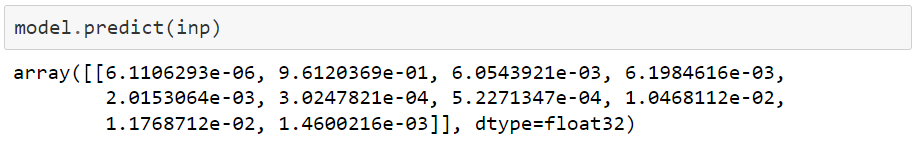 model.predict(inp)
array([[6.1106293e-06, 9.6120369e-01, 6.0543921e-03, 6.1984616e-03,
2.0153064e-03, 3.0247821e-04, 5.2271347e-04, 1.0468112e-02,
1.1768712e-02, 1.4600216e-03]], dtype=float32)